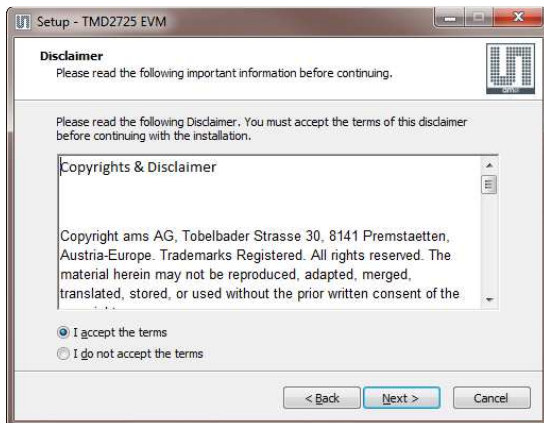 Setup - TMD2725 EVM
Disclaimer
Please read the following important information before continuing.
am
Please read the following Disclaimer. You must accept the terms of this disclaimer
before continuing with the installation.
Copyrights & Disclaimer
Copyright ams AG, Tobelbader Strasse 30, 8141 Premstaetten,
Austria-Europe. Trademarks Registered. All rights reserved. The
material herein may not be reproduced, adapted, merged,
translated, stored, or used without the prior written consent of the
I accept the terms
I do not accept the terms
< Back
Next >
Cancel